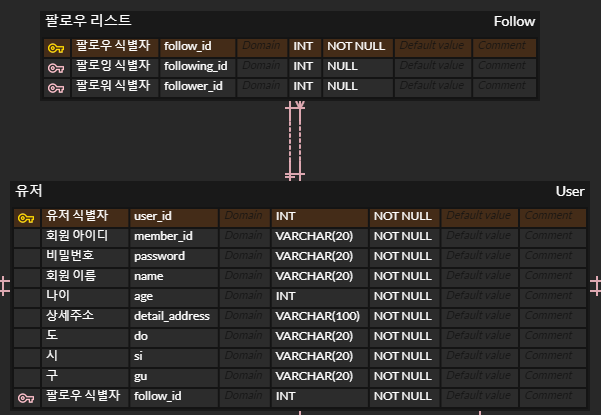 팔로우 리스트 Follow
팔로우 식별자 follow_id Domain INT NOT NULL Default value Comment
팔로잉 식별자 following_id Domain INT NULL Default value Comment
팔로워 식별자 follower_id Domain INT NULL Default value Comment
유저 User
유저 식별자 user_id Domain INT NOT NULL Default value Comment
회원 아이디 member_id Domain VARCHAR(20) NOT NULL Default value Comment
비밀번호 password Domain VARCHAR(20) NOT NULL Default value Comment
회원 이름 name Domain VARCHAR(20) NOT NULL Default value Comment
나이 age Domain INT NOT NULL Default value Comment
상세주소 detail_address Domain VARCHAR(100) NOT NULL Default value Comment
도 do Domain VARCHAR(20) NOT NULL Default value Comment
시 si Domain VARCHAR(20) NOT NULL Default value Comment
구 gu Domain VARCHAR(20) NOT NULL Default value Comment
팔로우 식별자 follow_id Domain INT NOT NULL Default value Comment